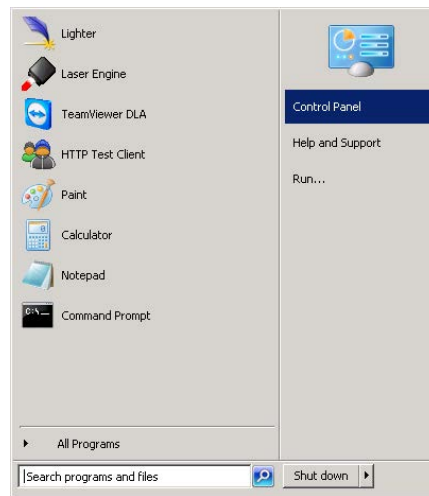 Lighter
Laser Engine
TeamViewer DLA
HTTP Test Client
Paint
Calculator
Notepad
Command Prompt
All Programs
Search programs and files
Control Panel
Help and Support
Run...
Shut down